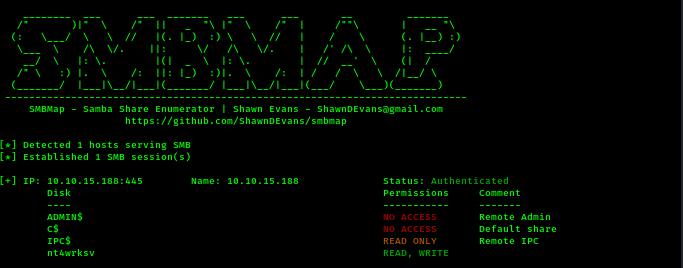 SMBMap - Samba Share Enumerator | Shawn Evans - ShawnDEvans@gmail.com
https://github.com/ShawnDEvans/smbmap
[*] Detected 1 hosts serving SMB
[*] Established 1 SMB session(s)
[+] IP: 10.10.15.188:445 Name: 10.10.15.188 Status: Authenticated
Disk Permissions Comment
---- ----------- -------
ADMIN$ NO ACCESS Remote Admin
C$ NO ACCESS Default share
IPC$ READ ONLY Remote IPC
nt4wrksv READ, WRITE